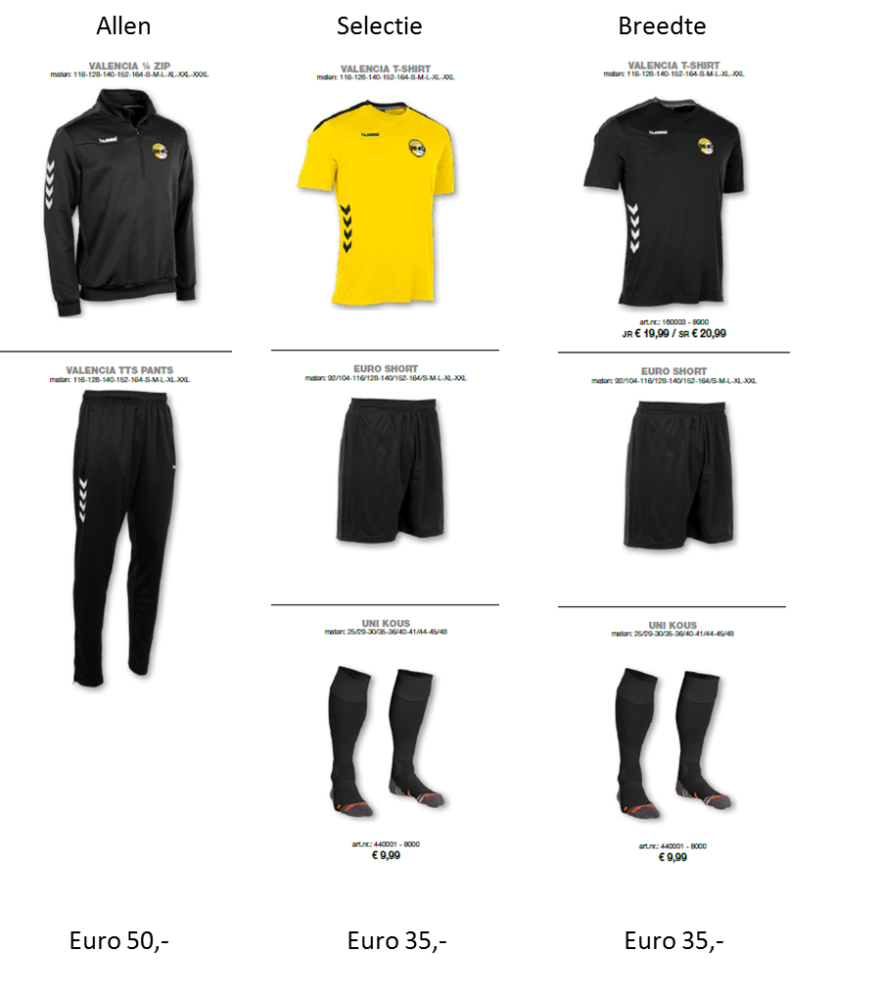 Allen
VALENCIA ¼ ZIP
maten: 116-128-140-152-164-S-M-L-XL-XXL-XXXL
hummel
VALENCIA TTS PANTS
maten: 116-128-140-152-164-S-M-L-XL-XXL
Euro 50,-
Selectie
VALENCIA T-SHIRT
maten: 116-128-140-152-164-S-M-L-XL-XXL
hummel
EURO SHORT
maten: 92/104-116/128-140/152-164/S-M-L-XL-XXL
UNI KOUS
maten: 25/29-30/35-36/40-41/44-45/48
art.nr.: 440001 - 8000
€ 9,99
Euro 35,-
Breedte
VALENCIA T-SHIRT
maten: 116-128-140-152-164-S-M-L-XL-XXL
hummel
art.nr.: 160003 - 8900
JR € 19,99 / SR € 20,99
EURO SHORT
maten: 92/104-116/128-140/152-164/S-M-L-XL-XXL
UNI KOUS
maten: 25/29-30/35-36/40-41/44-45/48
art.nr.: 440001 - 8000
€ 9,99
Euro 35,-